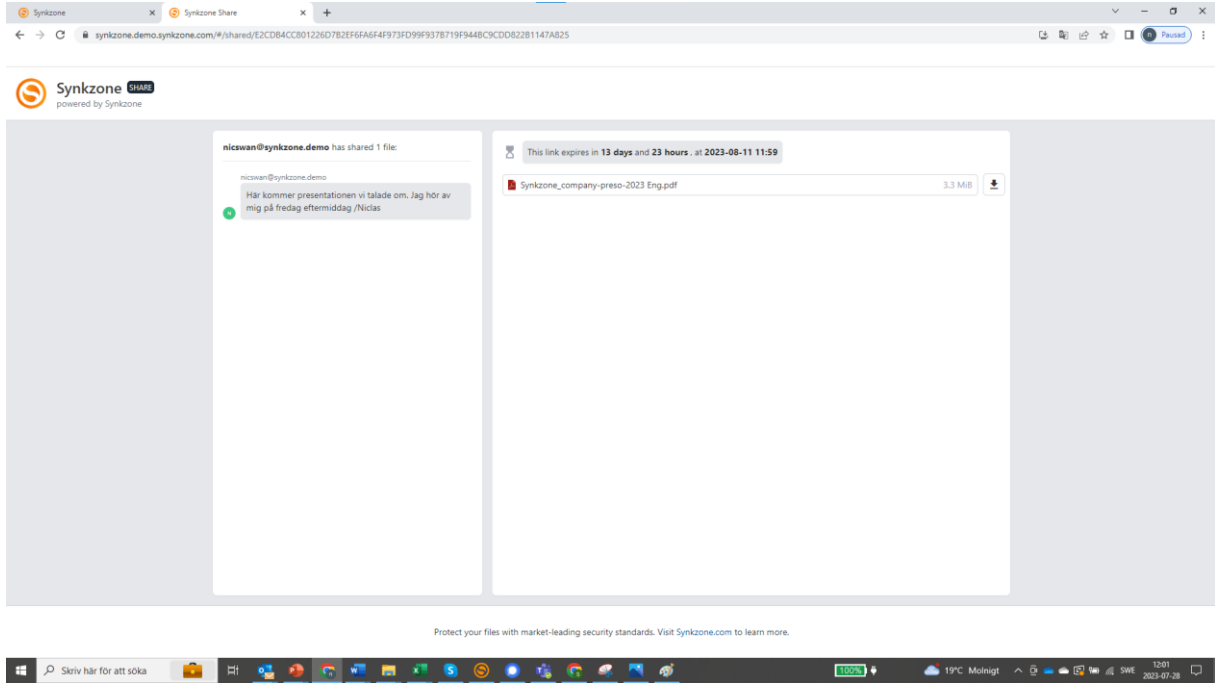 Synkzone
Synkzone Share
synkzone.demo.synkzone.com/#/shared/E2CDB4CC801226D7B2EF6FA6F4F973FD99F937B719F944BC9CDD822B1147A825
Pausad
Synkzone SHARE
powered by Synkzone
nicswan@synkzone.demo has shared 1 file:
nicswan@synkzone.demo
Här kommer presentationen vi talade om. Jag hör av
mig på fredag eftermiddag /Niclas
This link expires in 13 days and 23 hours . at 2023-08-11 11:59
Synkzone_company-preso-2023 Eng.pdf 3.3 MiB
Protect your files with market-leading security standards. Visit Synkzone.com to learn more.
Skriv här för att söka
100%
19°C Molnigt
SWE
12:01
2023-07-28